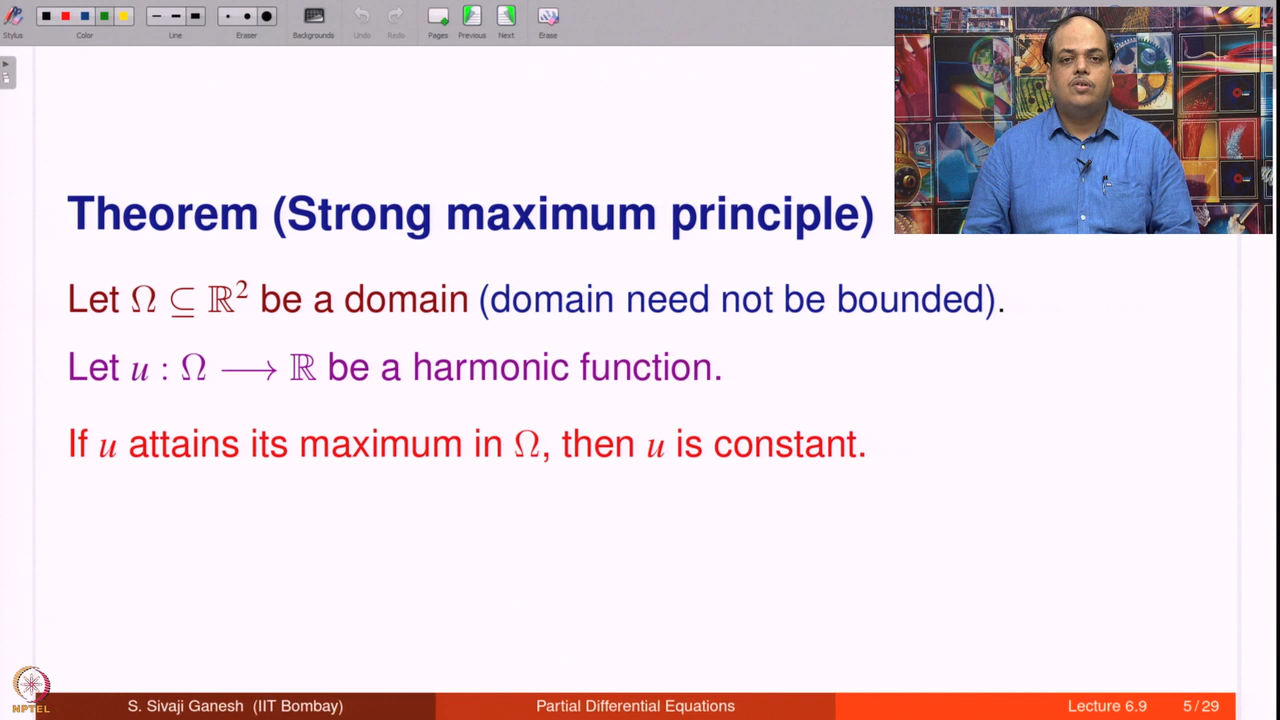 Stylus Color Line Eraser Backgrounds Undo Redo Pages Previous Next Erase
Theorem (Strong maximum principle)
Let Ω ⊆ ℝ² be a domain (domain need not be bounded).
Let u : Ω ⟶ ℝ be a harmonic function.
If u attains its maximum in Ω, then u is constant.
NPTEL
S. Sivaji Ganesh (IIT Bombay) Partial Differential Equations Lecture 6.9 5 / 29